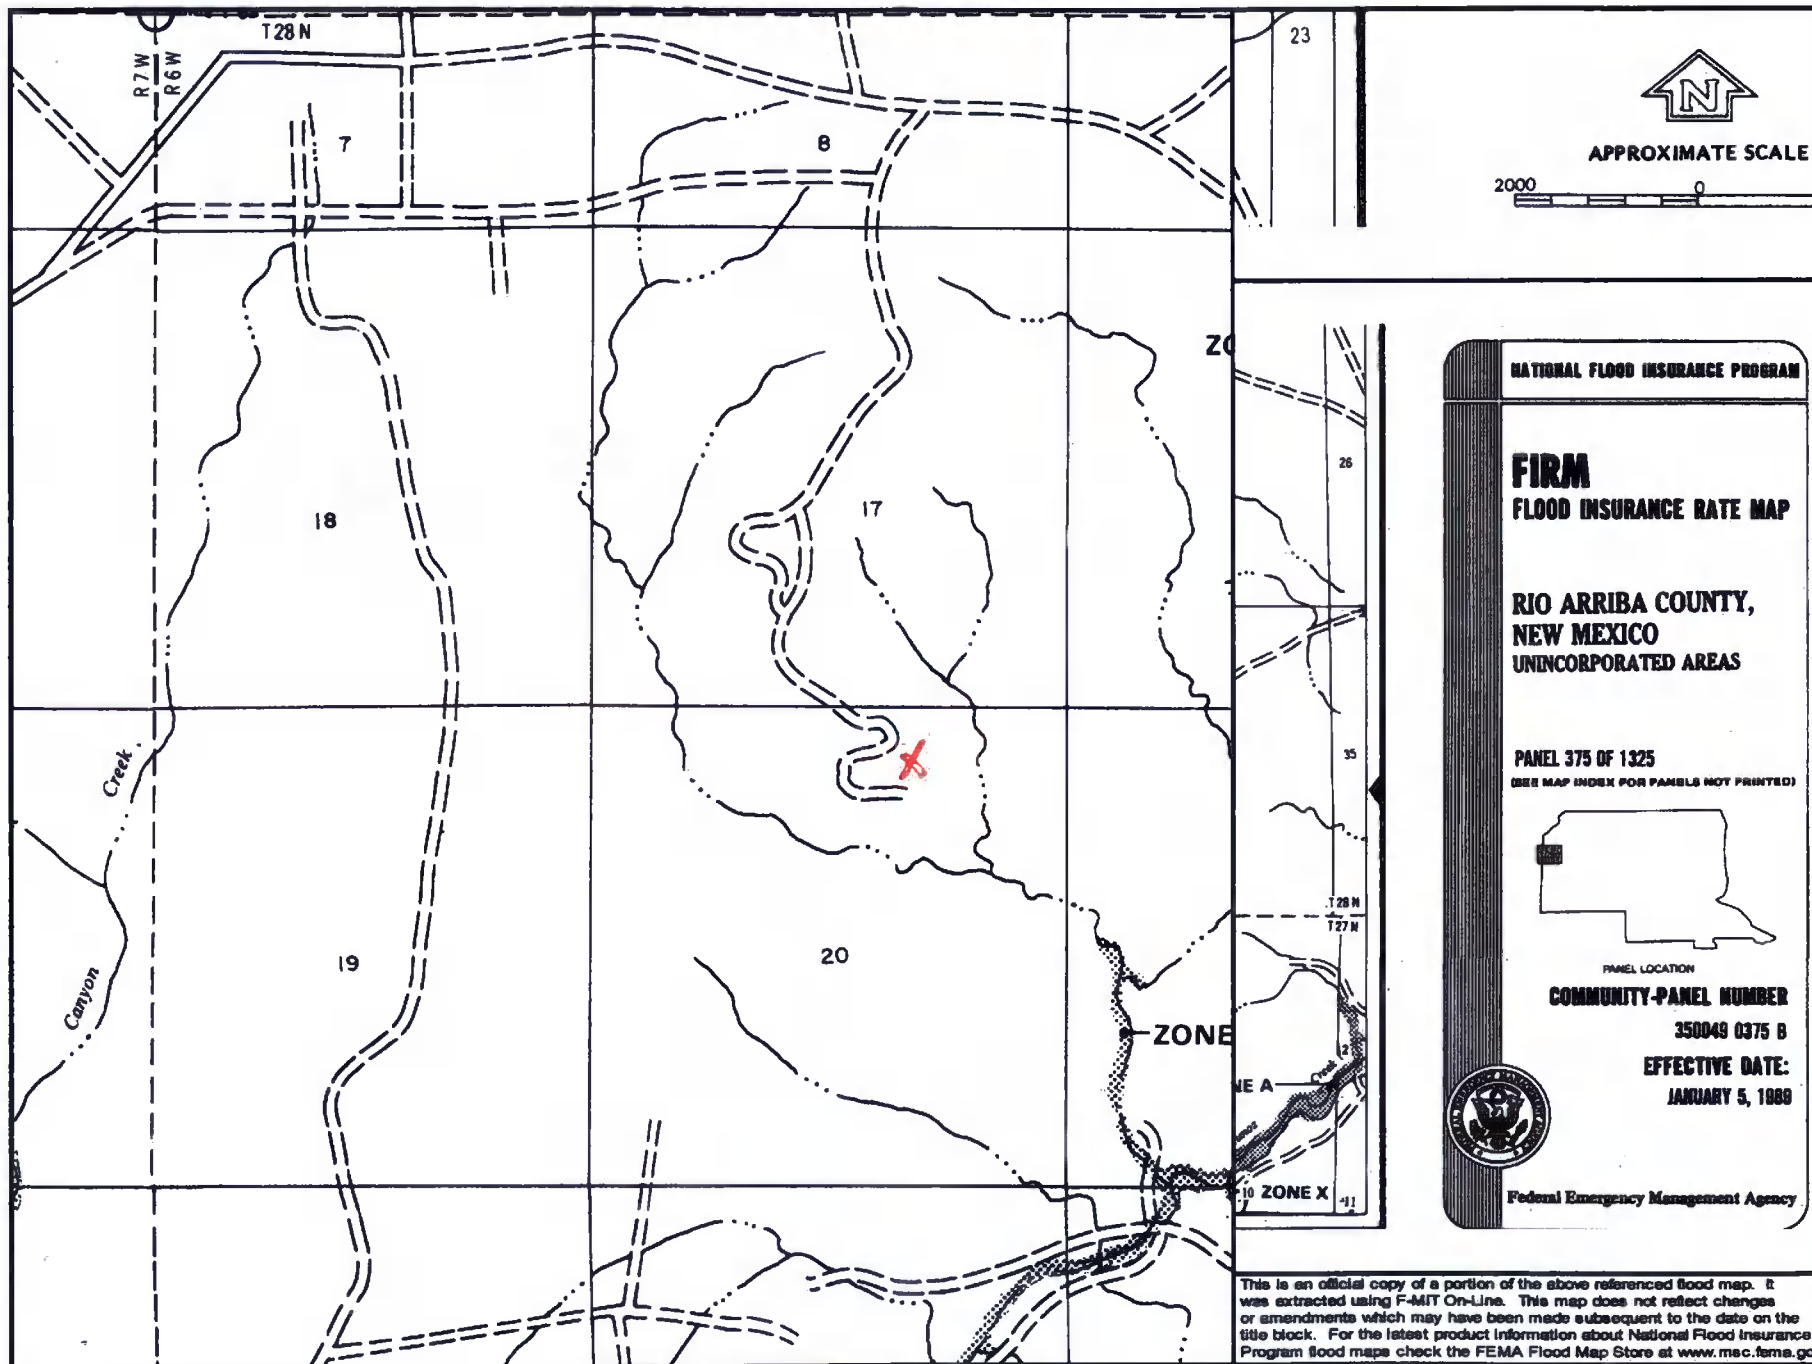 T28N
R7W
R6W
7
8
18
17
Creek
Canyon
19
20
ZONE
ZO
23
26
35
T28N
T27N
12
Creek
NE A
10 ZONE X
11
N
APPROXIMATE SCALE
2000 0
NATIONAL FLOOD INSURANCE PROGRAM
FIRM
FLOOD INSURANCE RATE MAP
RIO ARRIBA COUNTY,
NEW MEXICO
UNINCORPORATED AREAS
PANEL 375 OF 1325
(SEE MAP INDEX FOR PANELS NOT PRINTED)
PANEL LOCATION
COMMUNITY-PANEL NUMBER
350049 0375 B
EFFECTIVE DATE:
JANUARY 5, 1989
Federal Emergency Management Agency
This is an official copy of a portion of the above referenced flood map. It
was extracted using F-MIT On-Line. This map does not reflect changes
or amendments which may have been made subsequent to the date on the
title block. For the latest product information about National Flood Insurance
Program flood maps check the FEMA Flood Map Store at www.msc.fema.go